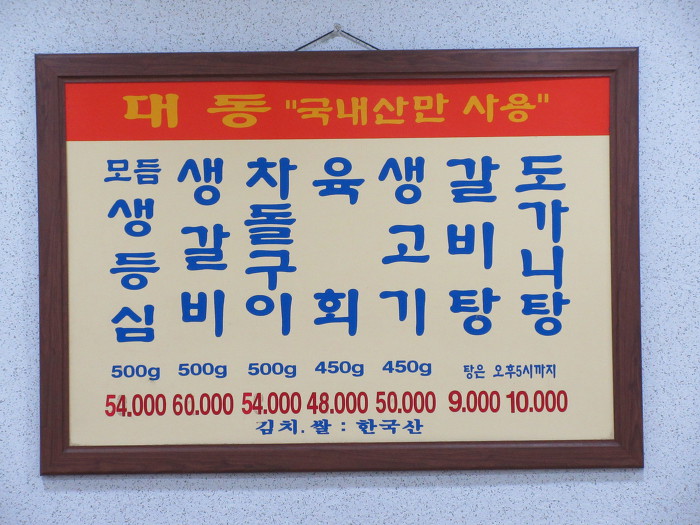 대 동 "국내산만 사용"
모듬 생등심 500g 54.000
생갈비 500g 60.000
차돌구이 500g 54.000
육회 450g 48.000
생고기 450g 50.000
갈비탕 9.000
도가니탕 10.000
탕은 오후5시까지
김치.쌀 : 한국산